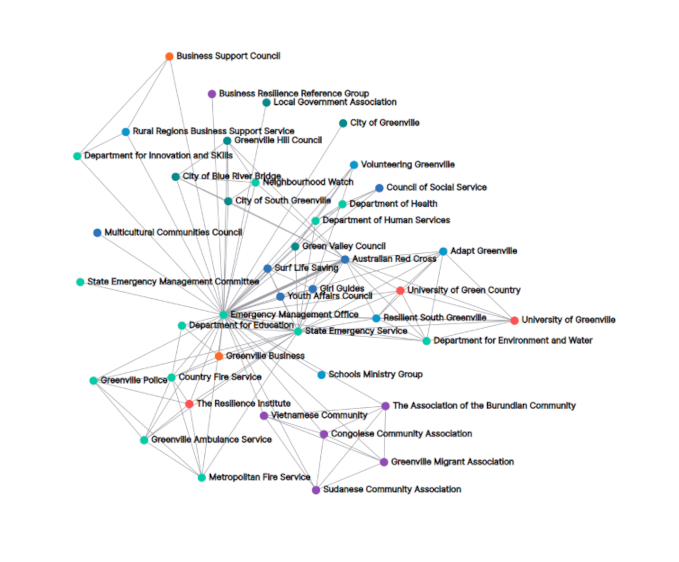 Business Support Council
Business Resilience Reference Group
Local Government Association
City of Greenville
Rural Regions Business Support Service
Greenville Hill Council
Department for Innovation and SKills
Volunteering Greenville
City of Blue River Bridge
Neighbourhood Watch
Council of Social Service
City of South Greenville
Department of Health
Department of Human Services
Multicultural Communities Council
Green Valley Council
Adapt Greenville
Australian Red Cross
Surf Life Saving
State Emergency Management Committee
Girl Guides
University of Green Country
Youth Affairs Council
Emergency Management Office
Resilient South Greenville
University of Greenville
Department for Education
State Emergency Service
Department for Environment and Water
Greenville Business
Schools Ministry Group
Country Fire Service
Greenville Police
The Resilience Institute
The Association of the Burundian Community
Vietnamese Community
Congolese Community Association
Greenville Ambulance Service
Greenville Migrant Association
Metropolitan Fire Service
Sudanese Community Association